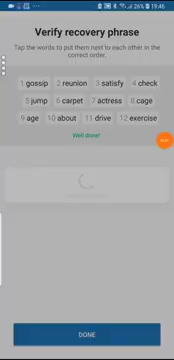 26% 19:46
Verify recovery phrase
Tap the words to put them next to each other in the
correct order.
1 gossip 2 reunion 3 satisfy 4 check
5 jump 6 carpet 7 actress 8 cage
9 age 10 about 11 drive 12 exercise
Well done!
DONE